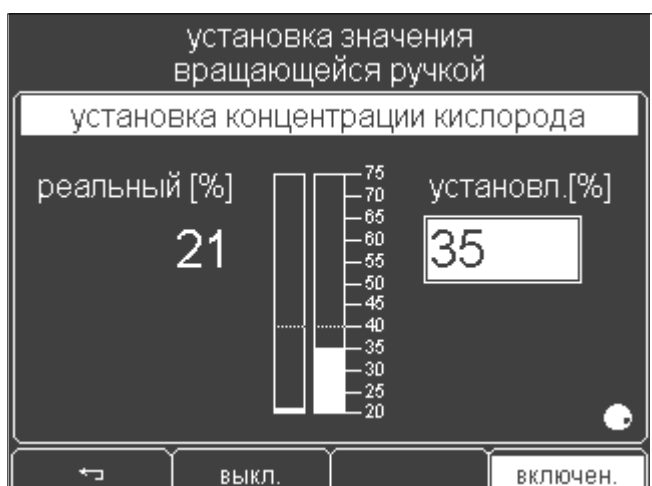 установка значения
вращающейся ручкой
установка концентрации кислорода
реальный [%]
21
75
70
65
60
55
50
45
40
35
30
25
20
установл.[%]
35
выкл.
включен.